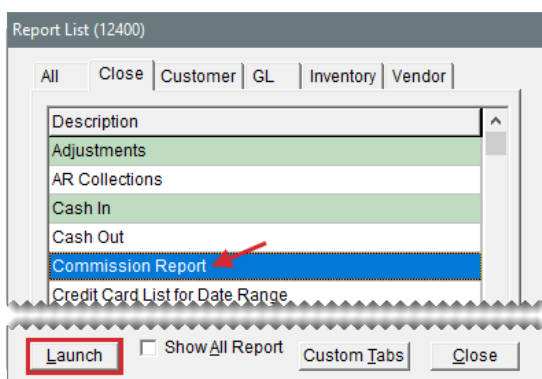 Report List (12400)
All Close Customer GL Inventory Vendor
Description
Adjustments
AR Collections
Cash In
Cash Out
Commission Report
Credit Card List for Date Range
Launch Show All Report Custom Tabs Close